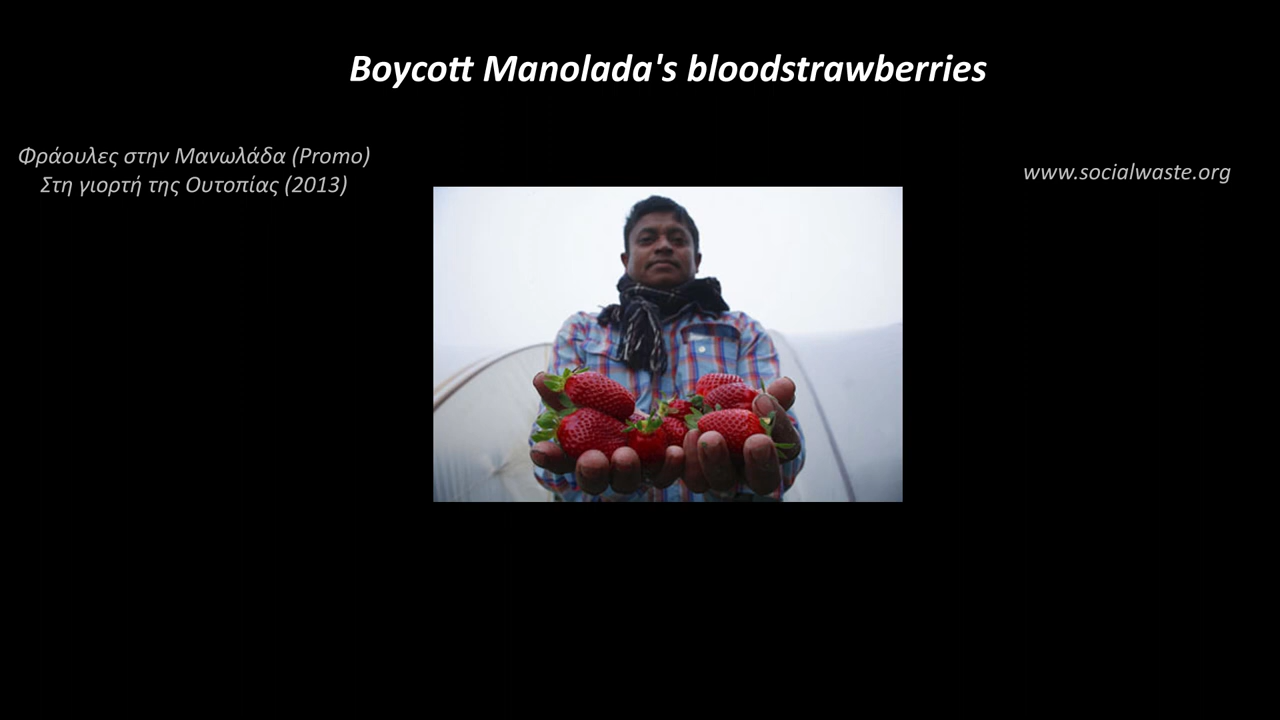 Boycott Manolada's bloodstrawberries
Φράουλες στην Μανωλάδα (Promo)
Στη γιορτή της Ουτοπίας (2013)
www.socialwaste.org